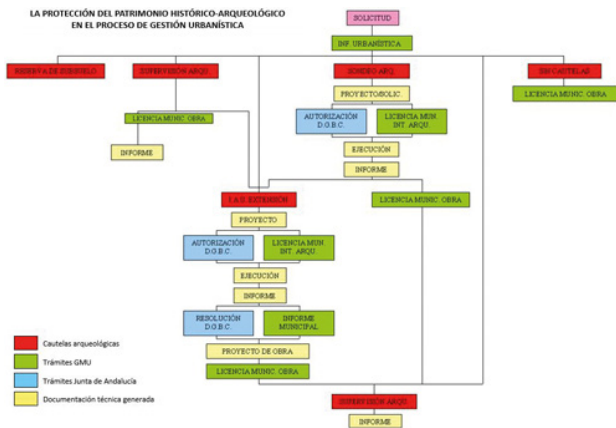 LA PROTECCIÓN DEL PATRIMONIO HISTÓRICO-ARQUEOLÓGICO
EN EL PROCESO DE GESTIÓN URBANÍSTICA
SOLICITUD
INF. URBANÍSTICA
RESERVA DE SUBSUELO
SUPERVISIÓN ARQU.
SONDEO ARQ.
SIN CAUTELAS
PROYECTO/SOLIC.
LICENCIA MUNIC. OBRA
LICENCIA MUNIC. OBRA
AUTORIZACIÓN
D.G.B.C.
LICENCIA MUN.
INT. ARQU.
INFORME
EJECUCIÓN
INFORME
I.A.U. EXTENSIÓN
LICENCIA MUNIC. OBRA
PROYECTO
AUTORIZACIÓN
D.G.B.C.
LICENCIA MUN.
INT. ARQU.
EJECUCIÓN
INFORME
RESOLUCIÓN
D.G.B.C.
INFORME
MUNICIPAL
PROYECTO DE OBRA
LICENCIA MUNIC. OBRA
SUPERVISIÓN ARQU.
INFORME
Cautelas arqueológicas
Trámites GMU
Trámites Junta de Andalucía
Documentación técnica generada